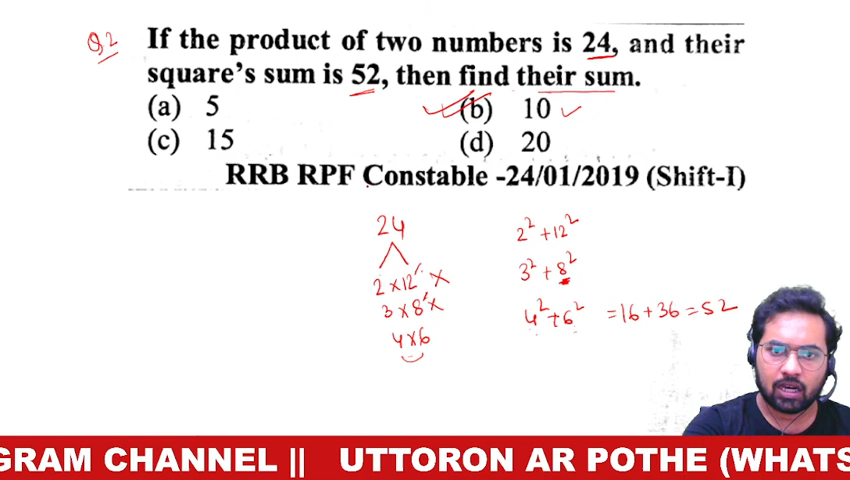 Q2 If the product of two numbers is 24, and their
square's sum is 52, then find their sum.
(a) 5 (b) 10
(c) 15 (d) 20
RRB RPF Constable -24/01/2019 (Shift-I)
24
2 × 12 ×
3 × 8 ×
4 × 6
2² + 12²
3² + 8²
4² + 6² = 16 + 36 = 52
GRAM CHANNEL || UTTORON AR POTHE (WHATS